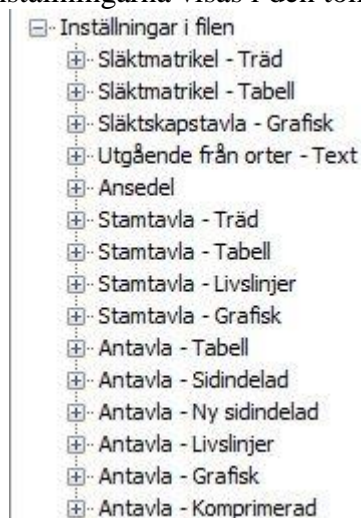 Inställningar i filen
Släktmatrikel - Träd
Släktmatrikel - Tabell
Släktskapstavla - Grafisk
Utgående från orter - Text
Ansedel
Stamtavla - Träd
Stamtavla - Tabell
Stamtavla - Livslinjer
Stamtavla - Grafisk
Antavla - Tabell
Antavla - Sidindelad
Antavla - Ny sidindelad
Antavla - Livslinjer
Antavla - Grafisk
Antavla - Komprimerad